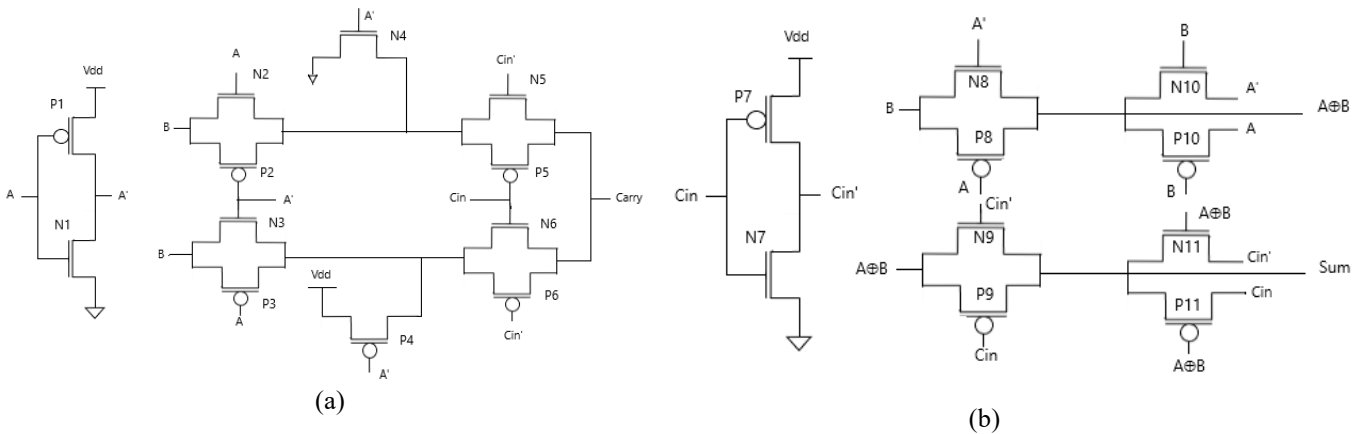 Vdd
P1
A
A'
N1
A'
N4
A
N2
B
P2
A'
N3
B
P3
A
Vdd
P4
A'
Cin'
N5
P5
Cin
N6
Carry
P6
Cin'
(a)
Vdd
P7
Cin
Cin'
N7
A'
N8
B
P8
A
B
N10
A'
A⊕B
A
P10
B
Cin'
N9
A⊕B
P9
Cin
A⊕B
N11
Cin'
Sum
Cin
P11
A⊕B
(b)